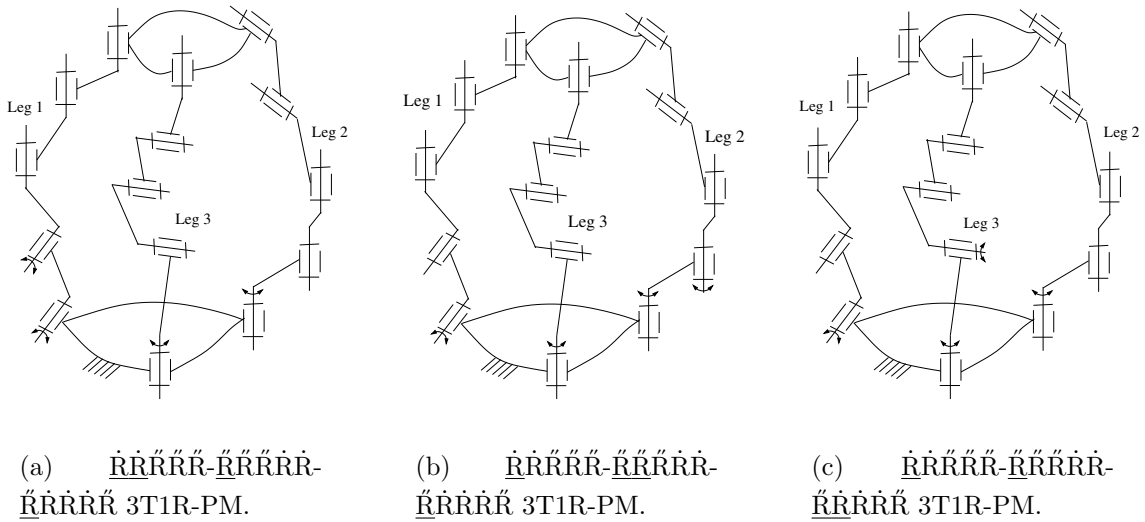 Leg 1
Leg 2
Leg 3
Leg 1
Leg 2
Leg 3
Leg 1
Leg 2
Leg 3
(a) ṘṘR̋R̋R̋-R̋R̋R̋ṘṘ-
R̋ṘṘṘR̋ 3T1R-PM.
(b) ṘṘR̋R̋R̋-R̋R̋R̋ṘṘ-
R̋ṘṘṘR̋ 3T1R-PM.
(c) ṘṘR̋R̋R̋-R̋R̋R̋ṘṘ-
R̋ṘṘṘR̋ 3T1R-PM.